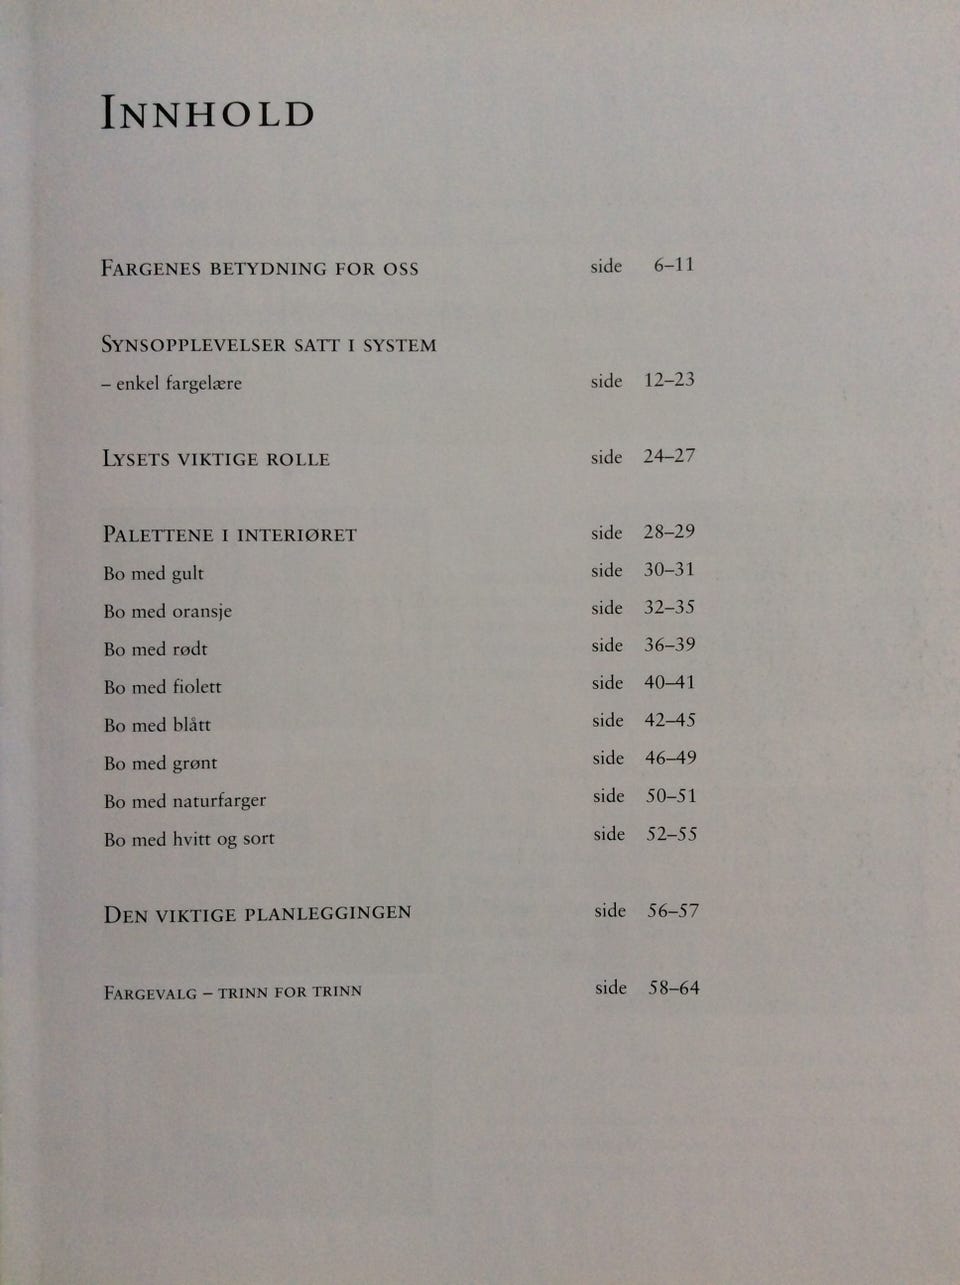 INNHOLD
FARGENES BETYDNING FOR OSS side 6–11
SYNSOPPLEVELSER SATT I SYSTEM
– enkel fargelære side 12–23
LYSETS VIKTIGE ROLLE side 24–27
PALETTENE I INTERIØRET side 28–29
Bo med gult side 30–31
Bo med oransje side 32–35
Bo med rødt side 36–39
Bo med fiolett side 40–41
Bo med blått side 42–45
Bo med grønt side 46–49
Bo med naturfarger side 50–51
Bo med hvitt og sort side 52–55
DEN VIKTIGE PLANLEGGINGEN side 56–57
FARGEVALG – TRINN FOR TRINN side 58–64